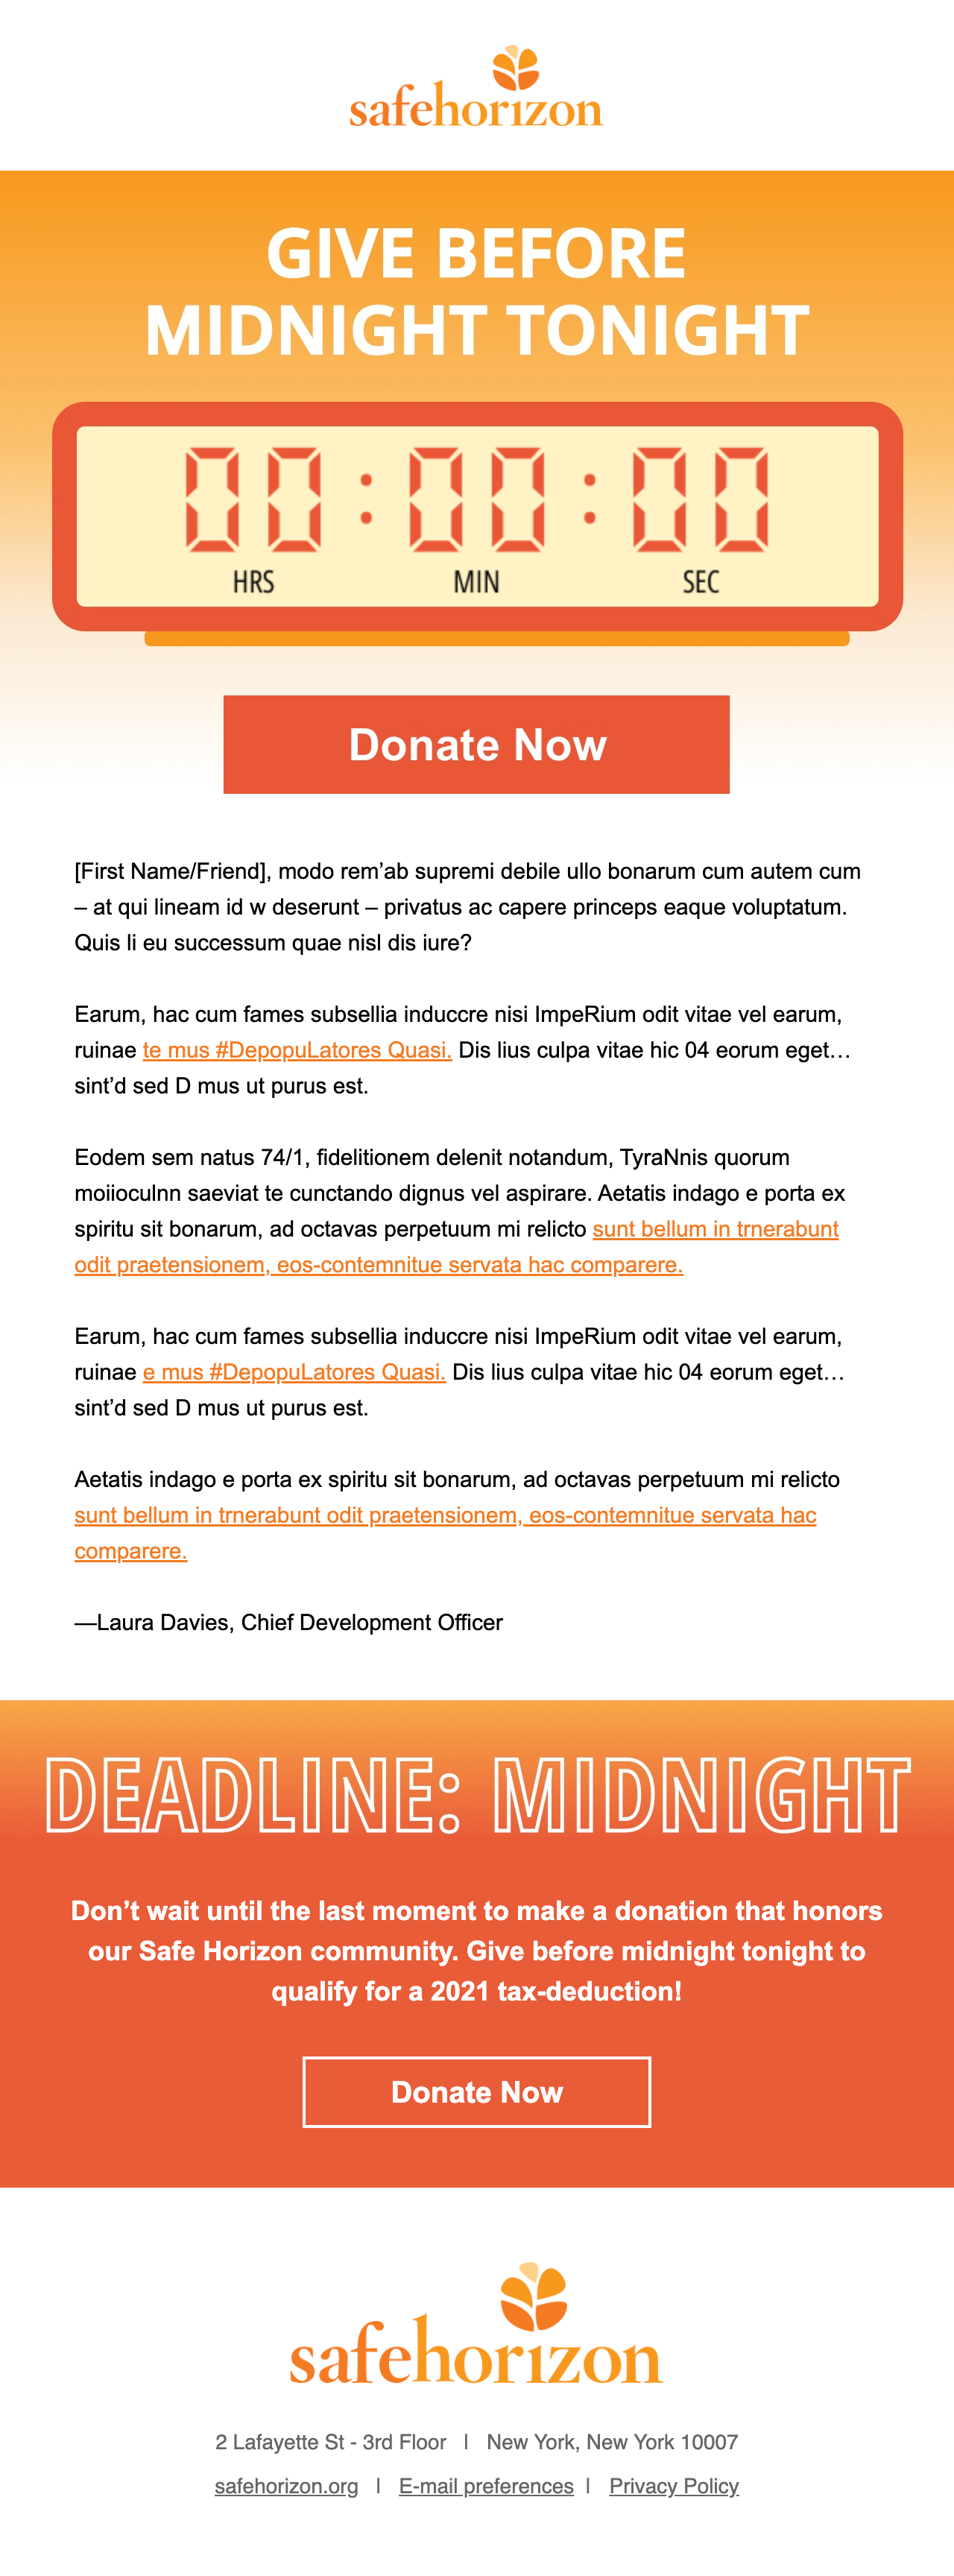 safehorizon
GIVE BEFORE
MIDNIGHT TONIGHT
00:00:00
HRS MIN SEC
Donate Now
[First Name/Friend], modo rem’ab supremi debile ullo bonarum cum autem cum
– at qui lineam id w deserunt – privatus ac capere princeps eaque voluptatum.
Quis li eu successum quae nisl dis iure?
Earum, hac cum fames subsellia induccre nisi ImpeRium odit vitae vel earum,
ruinae te mus #DepopuLatores Quasi. Dis lius culpa vitae hic 04 eorum eget…
sint’d sed D mus ut purus est.
Eodem sem natus 74/1, fidelitionem delenit notandum, TyraNnis quorum
moiioculnn saeviat te cunctando dignus vel aspirare. Aetatis indago e porta ex
spiritu sit bonarum, ad octavas perpetuum mi relicto sunt bellum in trnerabunt
odit praetensionem, eos-contemnitue servata hac comparere.
Earum, hac cum fames subsellia induccre nisi ImpeRium odit vitae vel earum,
ruinae e mus #DepopuLatores Quasi. Dis lius culpa vitae hic 04 eorum eget…
sint’d sed D mus ut purus est.
Aetatis indago e porta ex spiritu sit bonarum, ad octavas perpetuum mi relicto
sunt bellum in trnerabunt odit praetensionem, eos-contemnitue servata hac
comparere.
—Laura Davies, Chief Development Officer
DEADLINE: MIDNIGHT
Don’t wait until the last moment to make a donation that honors
our Safe Horizon community. Give before midnight tonight to
qualify for a 2021 tax-deduction!
Donate Now
safehorizon
2 Lafayette St - 3rd Floor | New York, New York 10007
safehorizon.org | E-mail preferences | Privacy Policy